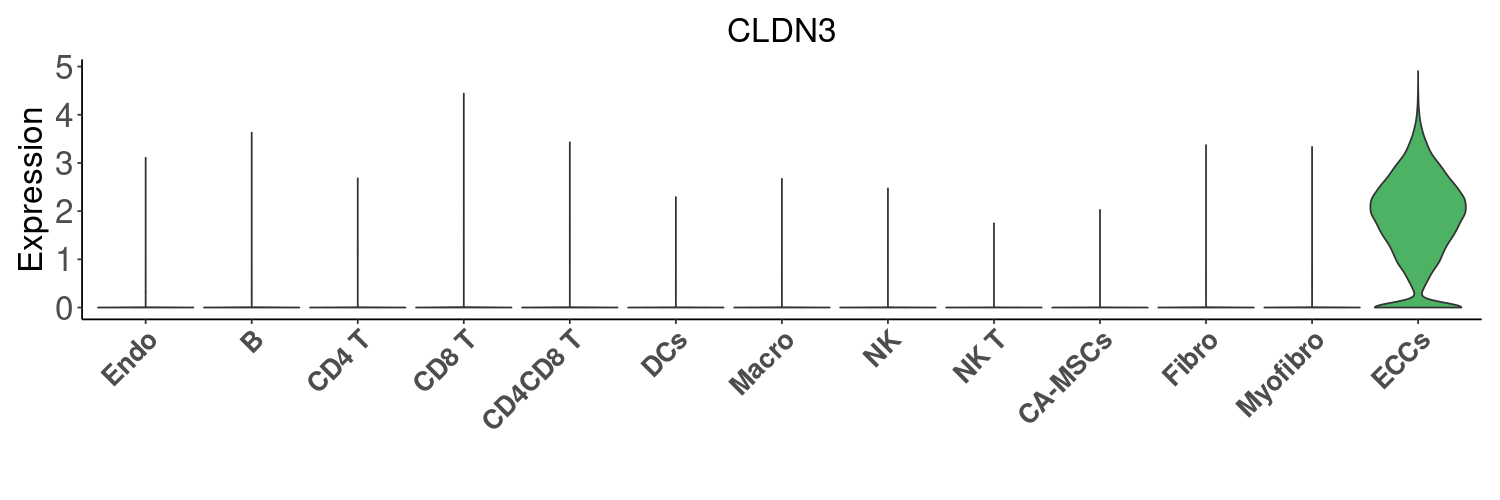 CLDN3
Expression
5
4
3
2
1
0
Endo
B
CD4 T
CD8 T
CD4CD8 T
DCs
Macro
NK
NK T
CA-MSCs
Fibro
Myofibro
ECCs